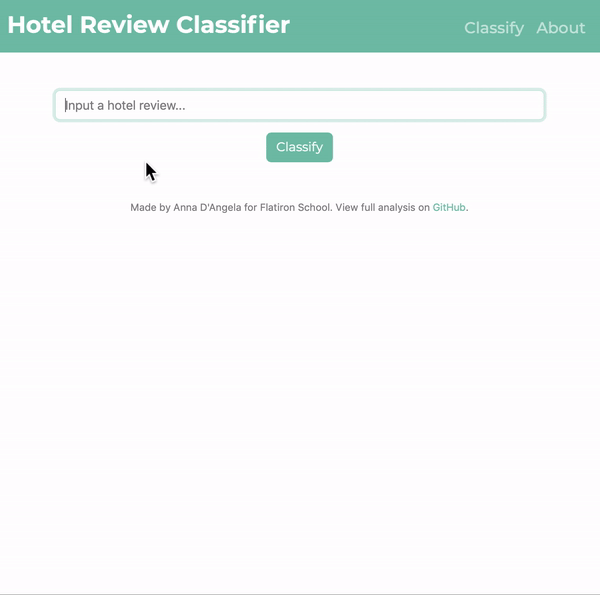 Hotel Review Classifier
Classify About
Input a hotel review...
Classify
Made by Anna D'Angela for Flatiron School. View full analysis on GitHub.